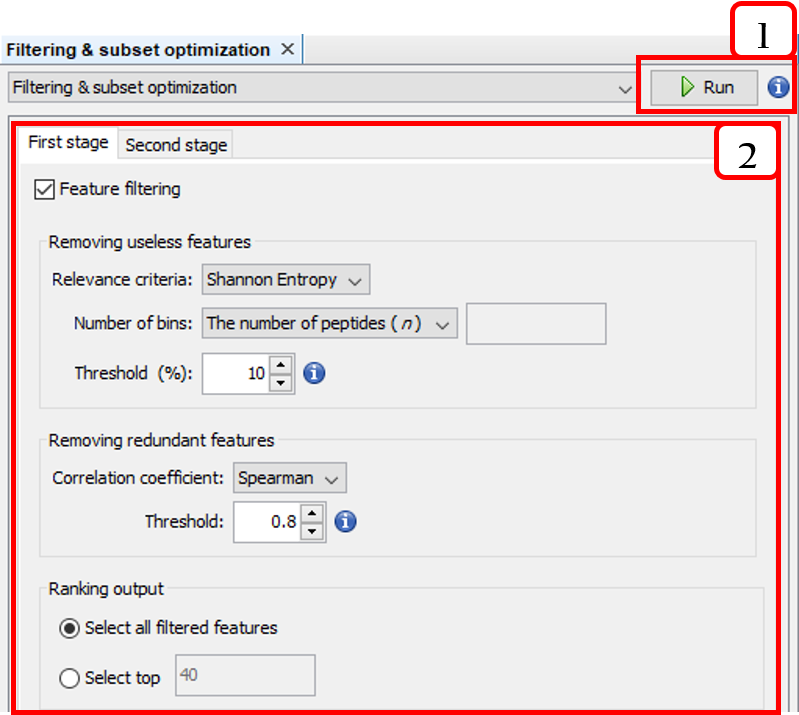 1
Filtering & subset optimization ×
Filtering & subset optimization
Run
First stage Second stage
2
Feature filtering
Removing useless features
Relevance criteria: Shannon Entropy
Number of bins: The number of peptides ( n )
Threshold (%): 10
Removing redundant features
Correlation coefficient: Spearman
Threshold: 0.8
Ranking output
Select all filtered features
Select top 40